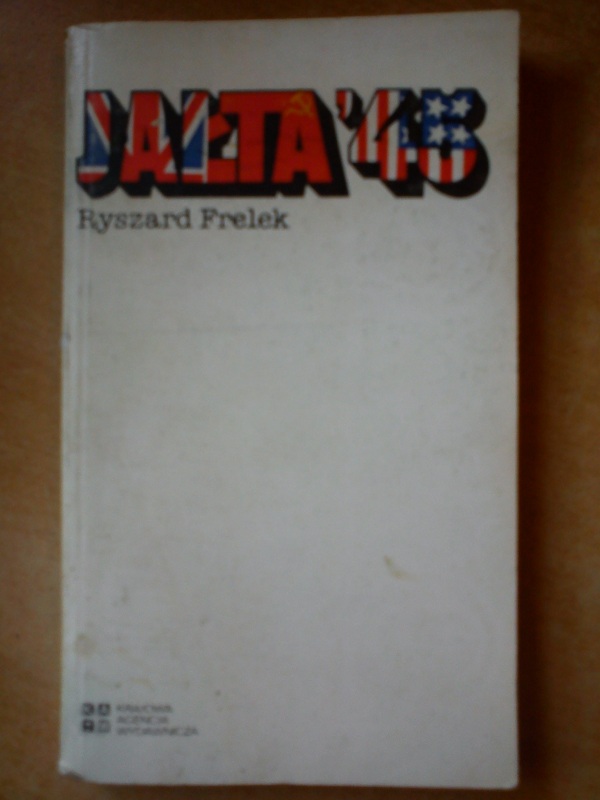 JAŁTA '45
Ryszard Frelek
KRAJOWA
AGENCJA
WYDAWNICZA